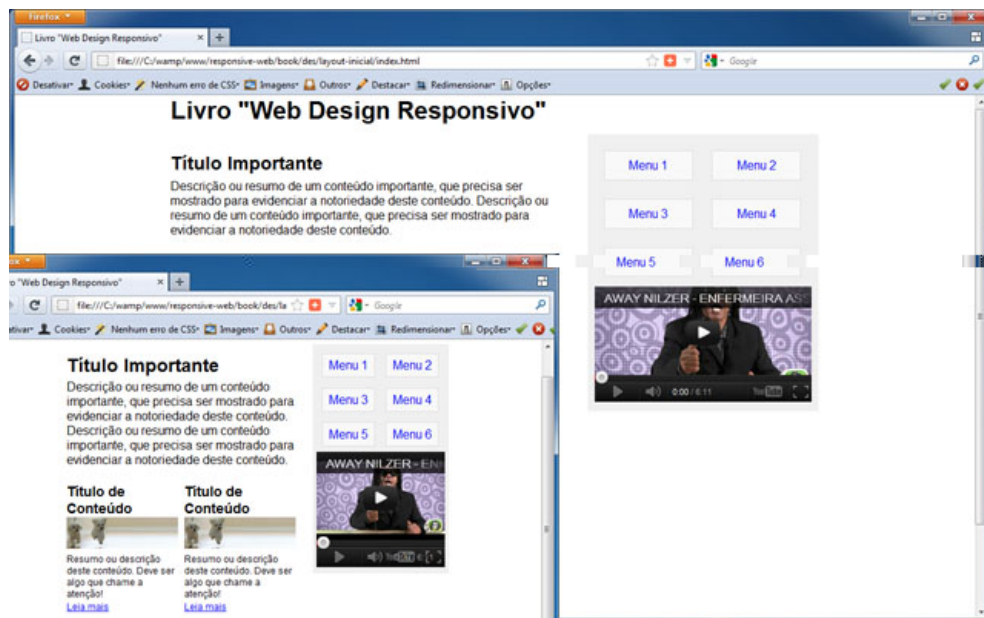 Firefox
Livro "Web Design Responsivo"
file:///C:/wamp/www/responsive-web/book/des/layout-inicial/index.html
Google
Desativar Cookies Nenhum erro de CSS Imagens Outros Destacar Redimensionar Opções
Livro "Web Design Responsivo"
Título Importante
Descrição ou resumo de um conteúdo importante, que precisa ser
mostrado para evidenciar a notoriedade deste conteúdo. Descrição ou
resumo de um conteúdo importante, que precisa ser mostrado para
evidenciar a notoriedade deste conteúdo.
Menu 1 Menu 2
Menu 3 Menu 4
Menu 5 Menu 6
AWAY NILZER - ENFERMEIRA AS
0:00 / 6:11 YouTube
ox
o "Web Design Responsivo"
file:///C:/wamp/www/responsive-web/book/des/la
Google
ativar Cookies Nenhum erro de CSS Imagens Outros Destacar Redimensionar Opções
Título Importante
Descrição ou resumo de um conteúdo
importante, que precisa ser mostrado para
evidenciar a notoriedade deste conteúdo.
Descrição ou resumo de um conteúdo
importante, que precisa ser mostrado para
evidenciar a notoriedade deste conteúdo.
Menu 1 Menu 2
Menu 3 Menu 4
Menu 5 Menu 6
AWAY NILZER - EN
Título de
Conteúdo
Resumo ou descrição
deste conteúdo. Deve ser
algo que chame a
atenção!
Leia mais
Título de
Conteúdo
Resumo ou descrição
deste conteúdo. Deve ser
algo que chame a
atenção!
Leia mais